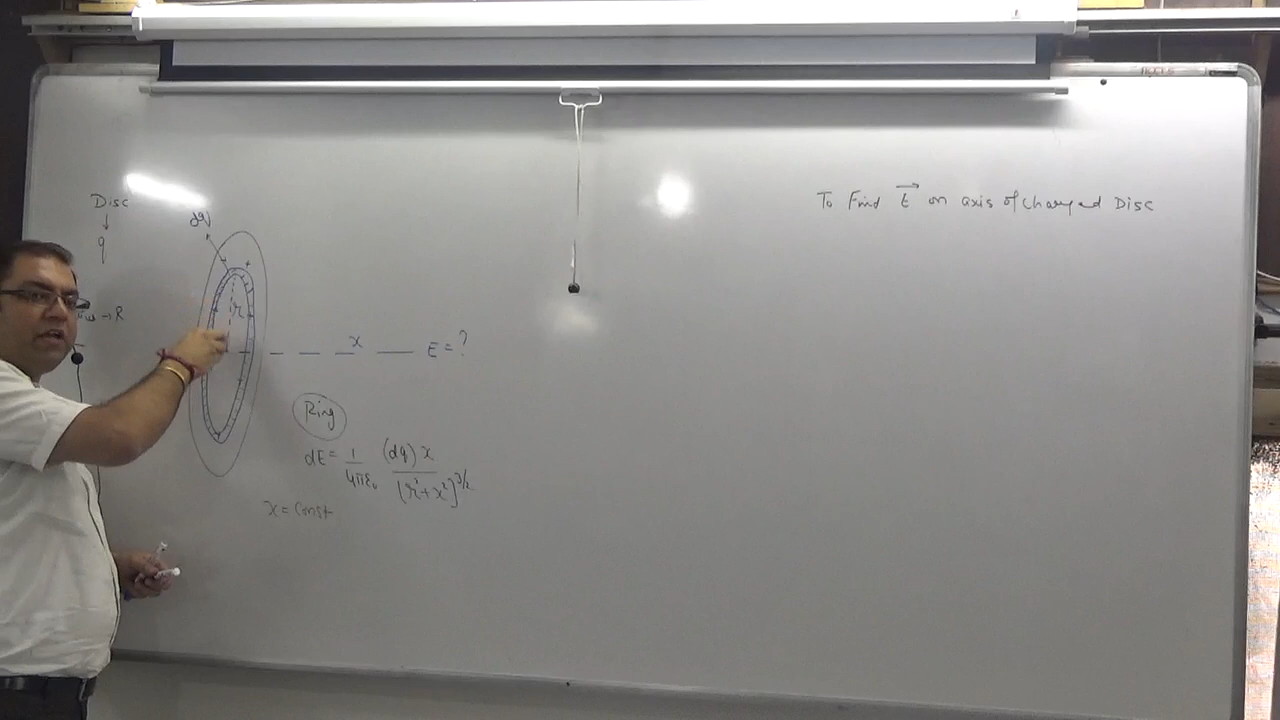 To Find E⃗ on axis of charged Disc
Disc
↓
q
→ R
dq
+
r
x
E = ?
Ring
dE = 1/4πε₀ (dq) x / [r² + x²]^3/2
x = Const